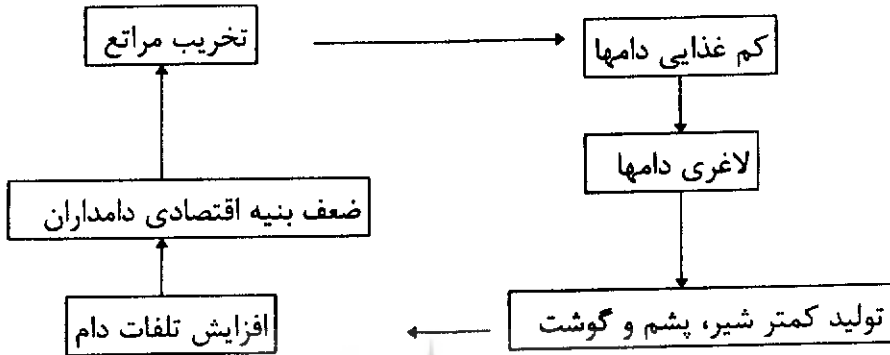 کم غذایی دامها
تخریب مراتع
لاغری دامها
ضعف بنیه اقتصادی دامداران
تولید کمتر شیر، پشم و گوشت
افزایش تلفات دام